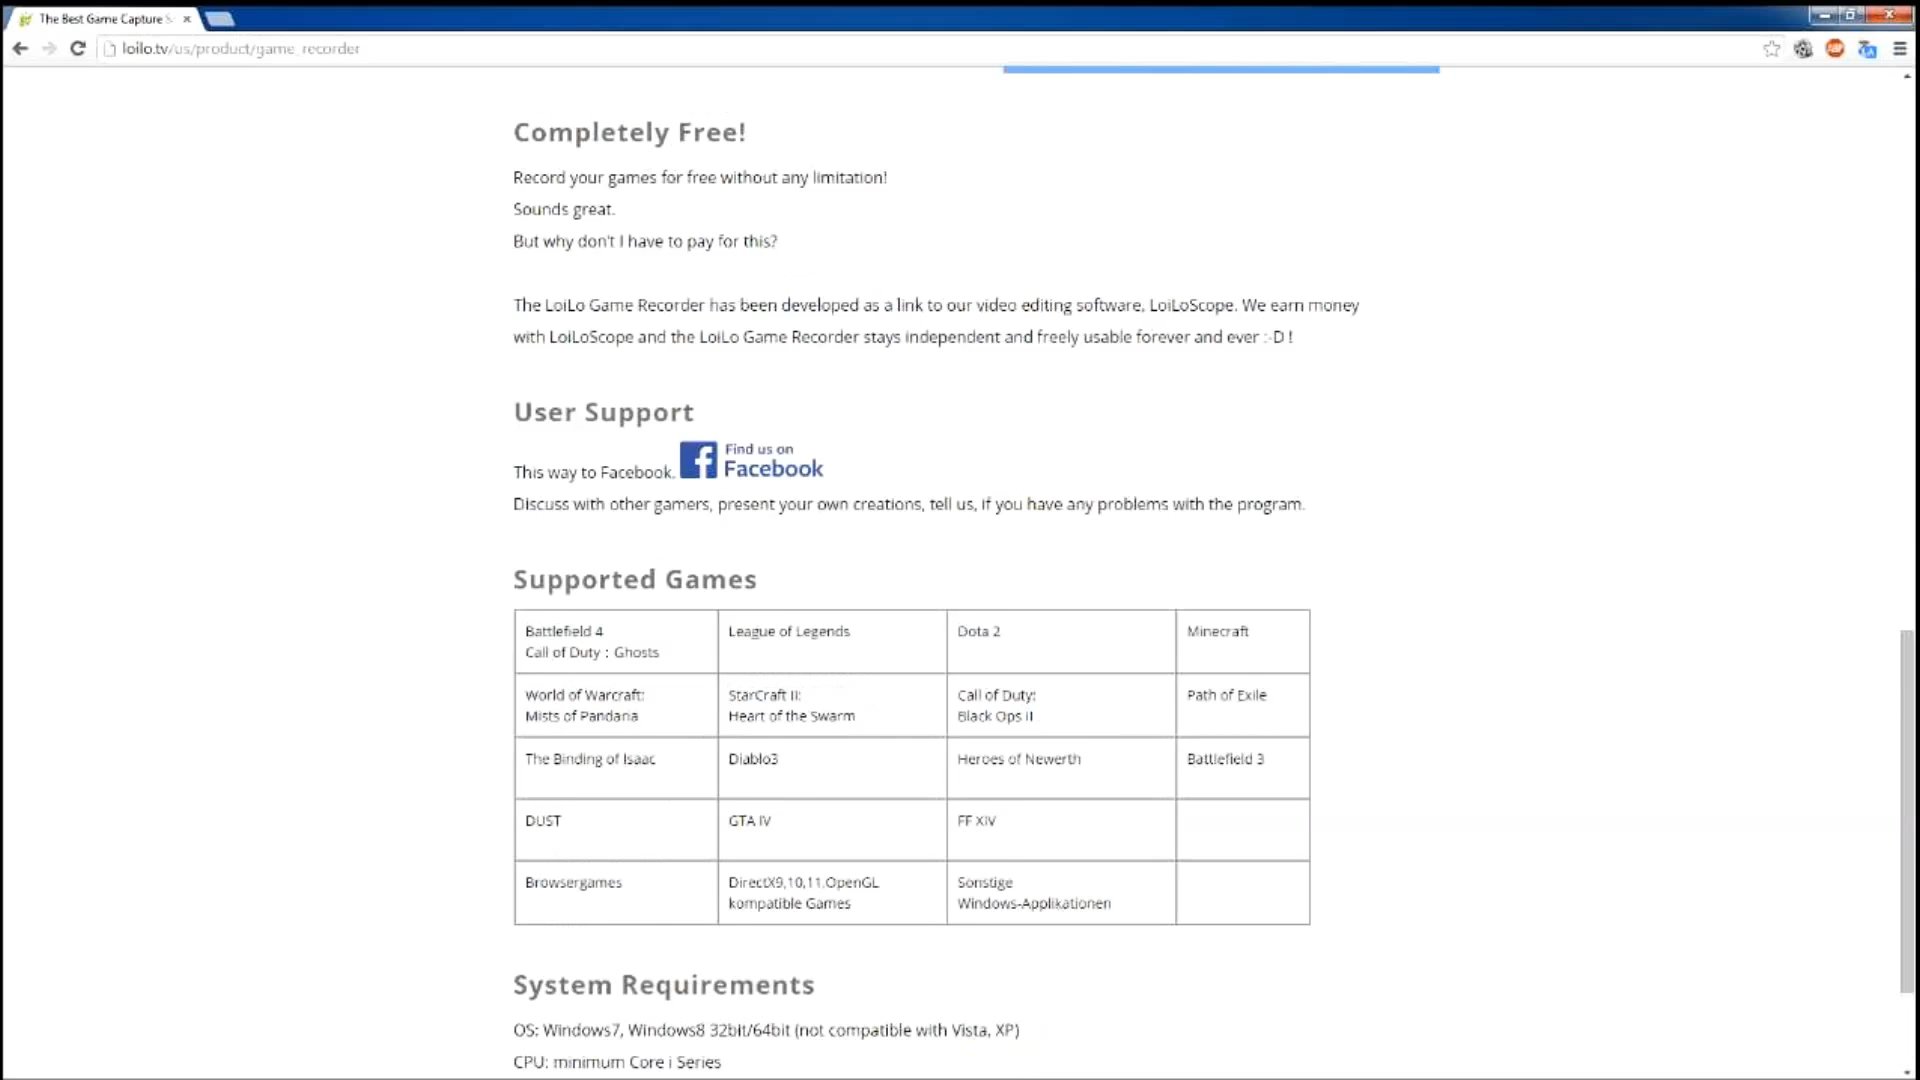 The Best Game Capture S
loilo.tv/us/product/game_recorder
Completely Free!
Record your games for free without any limitation!
Sounds great.
But why don't I have to pay for this?
The LoiLo Game Recorder has been developed as a link to our video editing software, LoiLoScope. We earn money
with LoiLoScope and the LoiLo Game Recorder stays independent and freely usable forever and ever :-D !
User Support
This way to Facebook.
Find us on
Facebook
Discuss with other gamers, present your own creations, tell us, if you have any problems with the program.
Supported Games
Battlefield 4
Call of Duty : Ghosts
League of Legends
Dota 2
Minecraft
World of Warcraft:
Mists of Pandaria
StarCraft II:
Heart of the Swarm
Call of Duty:
Black Ops II
Path of Exile
The Binding of Isaac
Diablo3
Heroes of Newerth
Battlefield 3
DUST
GTA IV
FF XIV
Browsergames
DirectX9,10,11,OpenGL
kompatible Games
Sonstige
Windows-Applikationen
System Requirements
OS: Windows7, Windows8 32bit/64bit (not compatible with Vista, XP)
CPU: minimum Core i Series